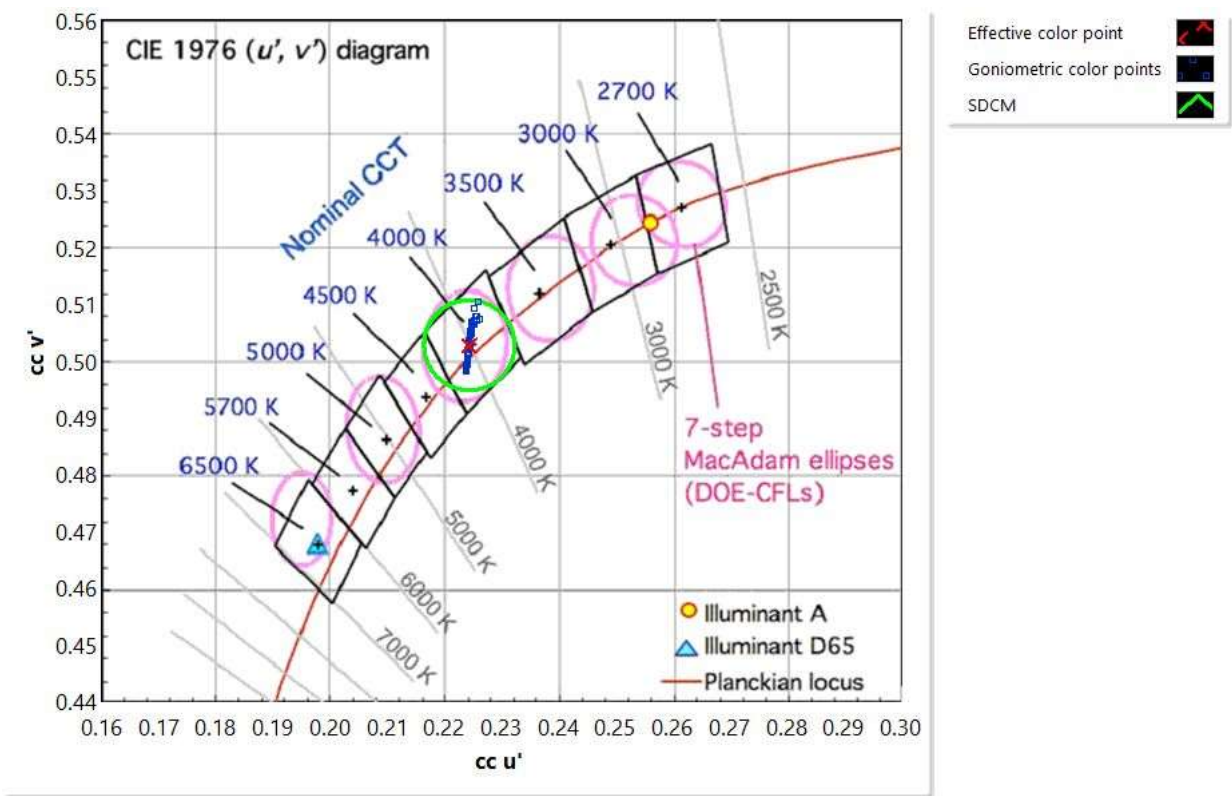 CIE 1976 (u', v') diagram
Effective color point
Goniometric color points
SDCM
0.56
0.55
0.54
0.53
0.52
0.51
0.50
0.49
0.48
0.47
0.46
0.45
0.44
cc v'
Nominal CCT
2700 K
3000 K
3500 K
4000 K
4500 K
5000 K
5700 K
6500 K
2500 K
3000 K
4000 K
5000 K
6000 K
7000 K
7-step
MacAdam ellipses
(DOE-CFLs)
Illuminant A
Illuminant D65
Planckian locus
0.16 0.17 0.18 0.19 0.20 0.21 0.22 0.23 0.24 0.25 0.26 0.27 0.28 0.29 0.30
cc u'